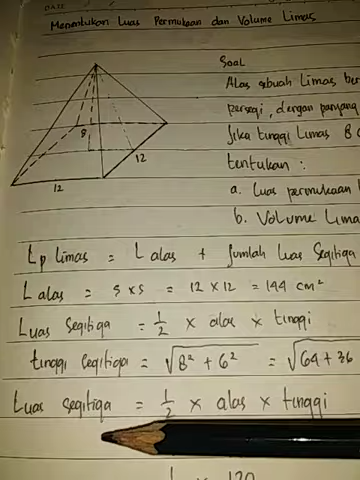 DATE
Menentukan Luas Permukaan dan Volume Limas
Soal
Alas sebuah Limas
persegi, dengan panjang
Jika tinggi Limas 8
tentukan :
a. Luas permukaan
b. Volume
8
12
12
Lp limas = L alas + Jumlah Luas Segitiga
L alas = s x s = 12 x 12 = 144 cm²
Luas segitiga = 1/2 x alas x tinggi
tinggi segitiga = √8² + 6² = √64 + 36
Luas segitiga = 1/2 x alas x tinggi